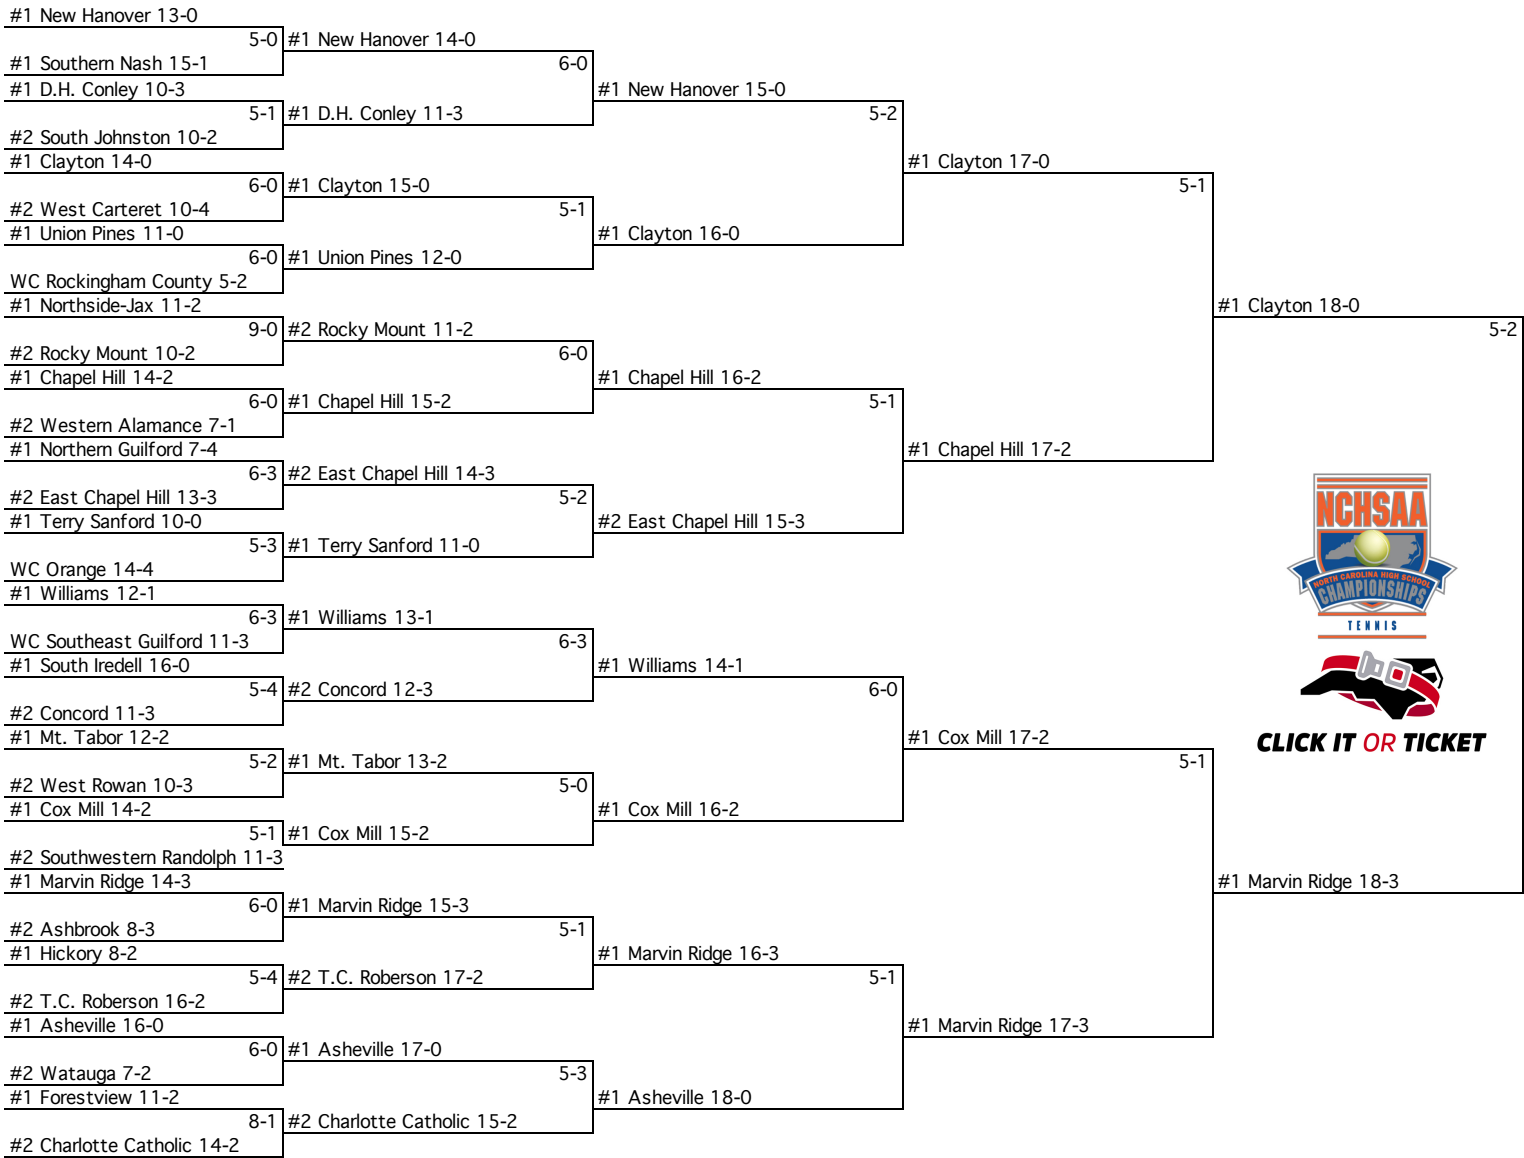 #1 New Hanover 13-0
5-0
#1 Southern Nash 15-1
#1 D.H. Conley 10-3
5-1
#2 South Johnston 10-2
#1 Clayton 14-0
6-0
#2 West Carteret 10-4
#1 Union Pines 11-0
6-0
WC Rockingham County 5-2
#1 Northside-Jax 11-2
9-0
#2 Rocky Mount 10-2
#1 Chapel Hill 14-2
6-0
#2 Western Alamance 7-1
#1 Northern Guilford 7-4
6-3
#2 East Chapel Hill 13-3
#1 Terry Sanford 10-0
5-3
WC Orange 14-4
#1 Williams 12-1
6-3
WC Southeast Guilford 11-3
#1 South Iredell 16-0
5-4
#2 Concord 11-3
#1 Mt. Tabor 12-2
5-2
#2 West Rowan 10-3
#1 Cox Mill 14-2
5-1
#2 Southwestern Randolph 11-3
#1 Marvin Ridge 14-3
6-0
#2 Ashbrook 8-3
#1 Hickory 8-2
5-4
#2 T.C. Roberson 16-2
#1 Asheville 16-0
6-0
#2 Watauga 7-2
#1 Forestview 11-2
8-1
#2 Charlotte Catholic 14-2
#1 New Hanover 14-0
6-0
#1 D.H. Conley 11-3
#1 Clayton 15-0
5-1
#1 Union Pines 12-0
#2 Rocky Mount 11-2
6-0
#1 Chapel Hill 15-2
#2 East Chapel Hill 14-3
5-2
#1 Terry Sanford 11-0
#1 Williams 13-1
6-3
#2 Concord 12-3
#1 Mt. Tabor 13-2
5-0
#1 Cox Mill 15-2
#1 Marvin Ridge 15-3
5-1
#2 T.C. Roberson 17-2
#1 Asheville 17-0
5-3
#2 Charlotte Catholic 15-2
#1 New Hanover 15-0
5-2
#1 Clayton 16-0
#1 Chapel Hill 16-2
5-1
#2 East Chapel Hill 15-3
#1 Williams 14-1
6-0
#1 Cox Mill 16-2
#1 Marvin Ridge 16-3
5-1
#1 Asheville 18-0
#1 Clayton 17-0
5-1
#1 Chapel Hill 17-2
#1 Cox Mill 17-2
5-1
#1 Marvin Ridge 17-3
#1 Clayton 18-0
5-2
#1 Marvin Ridge 18-3
NCHSAA
NORTH CAROLINA HIGH SCHOOL
CHAMPIONSHIPS
TENNIS
CLICK IT OR TICKET